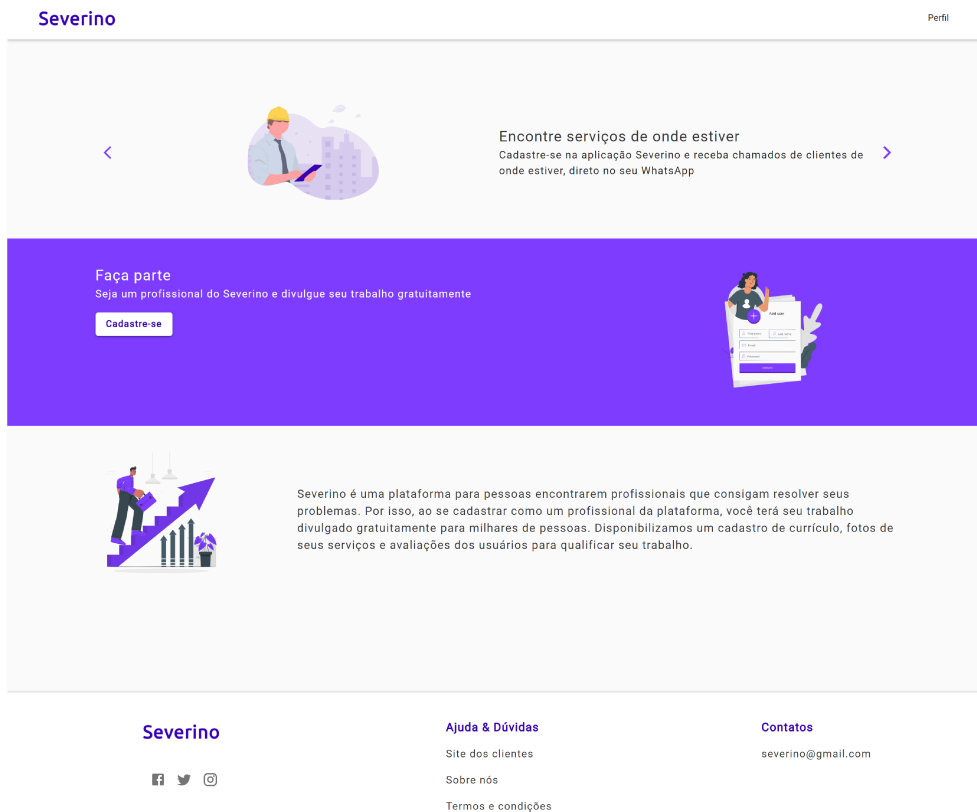 Severino
Perfil
Encontre serviços de onde estiver
Cadastre-se na aplicação Severino e receba chamados de clientes de
onde estiver, direto no seu WhatsApp
Faça parte
Seja um profissional do Severino e divulgue seu trabalho gratuitamente
Cadastre-se
Add user
Severino é uma plataforma para pessoas encontrarem profissionais que consigam resolver seus
problemas. Por isso, ao se cadastrar como um profissional da plataforma, você terá seu trabalho
divulgado gratuitamente para milhares de pessoas. Disponibilizamos um cadastro de currículo, fotos de
seus serviços e avaliações dos usuários para qualificar seu trabalho.
Severino
Ajuda & Dúvidas
Site dos clientes
Sobre nós
Termos e condições
Contatos
severino@gmail.com